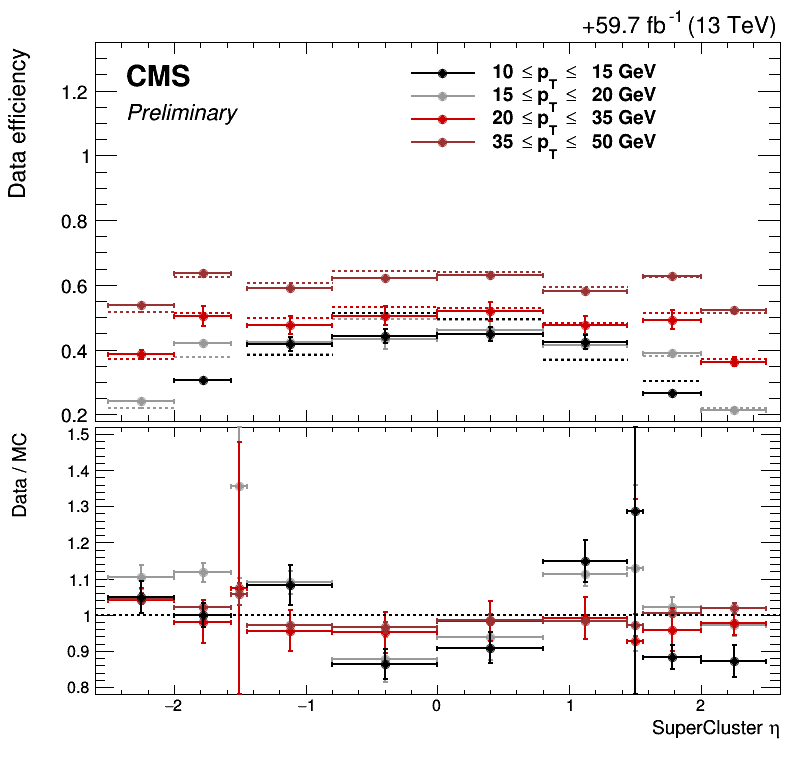 +59.7 fb-1 (13 TeV)
CMS
Preliminary
10 ≤ pT ≤ 15 GeV
15 ≤ pT ≤ 20 GeV
20 ≤ pT ≤ 35 GeV
35 ≤ pT ≤ 50 GeV
Data efficiency
1.2
1
0.8
0.6
0.4
0.2
Data / MC
1.5
1.4
1.3
1.2
1.1
1
0.9
0.8
−2 −1 0 1 2
SuperCluster η